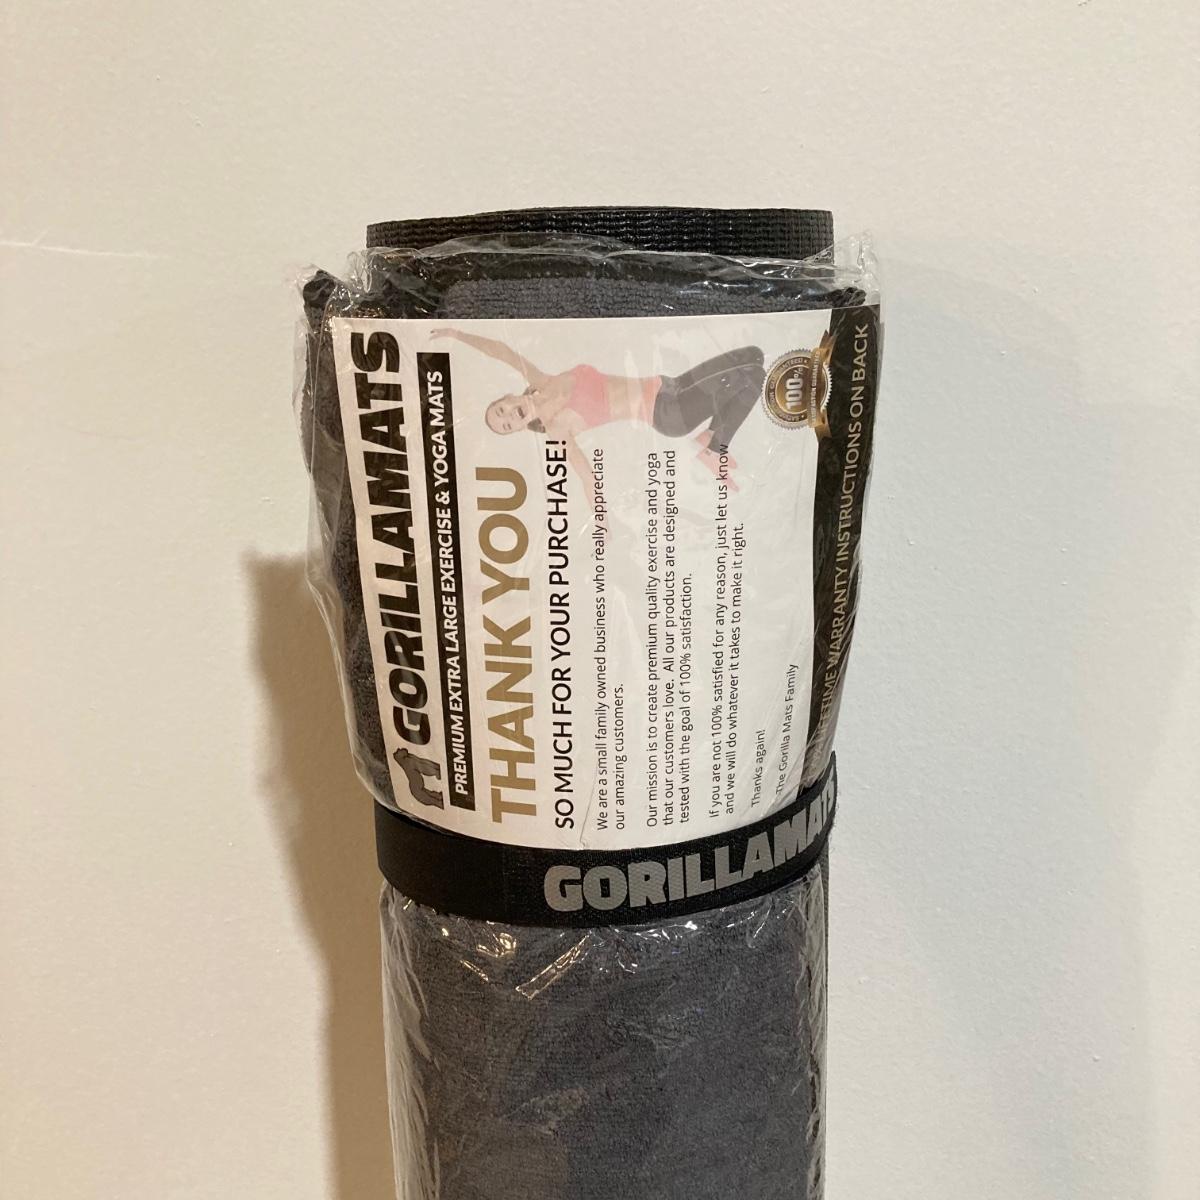 GORILLAMATS
PREMIUM EXTRA LARGE EXERCISE & YOGA MATS
THANK YOU
SO MUCH FOR YOUR PURCHASE!
We are a small family owned business who really appreciate
our amazing customers.
Our mission is to create premium quality exercise and yoga
that our customers love. All our products are designed and
tested with the goal of 100% satisfaction.
If you are not 100% satisfied for any reason, just let us know
and we will do whatever it takes to make it right.
Thanks again!
-The Gorilla Mats Family
100%
WARRANTY INSTRUCTIONS ON BACK
GORILLAMATS